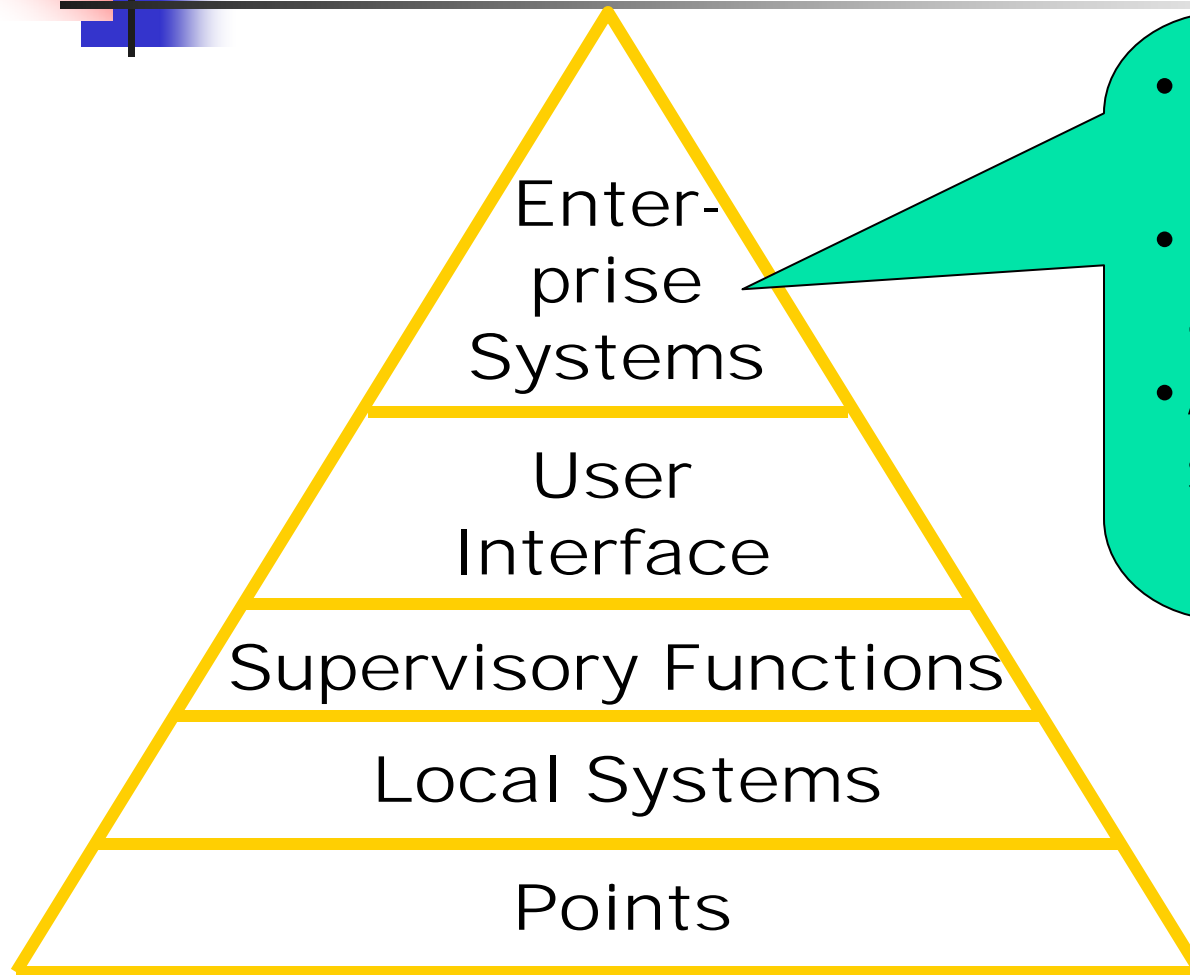 Enter-
prise
Systems
User
Interface
Supervisory Functions
Local Systems
Points
•
•
•